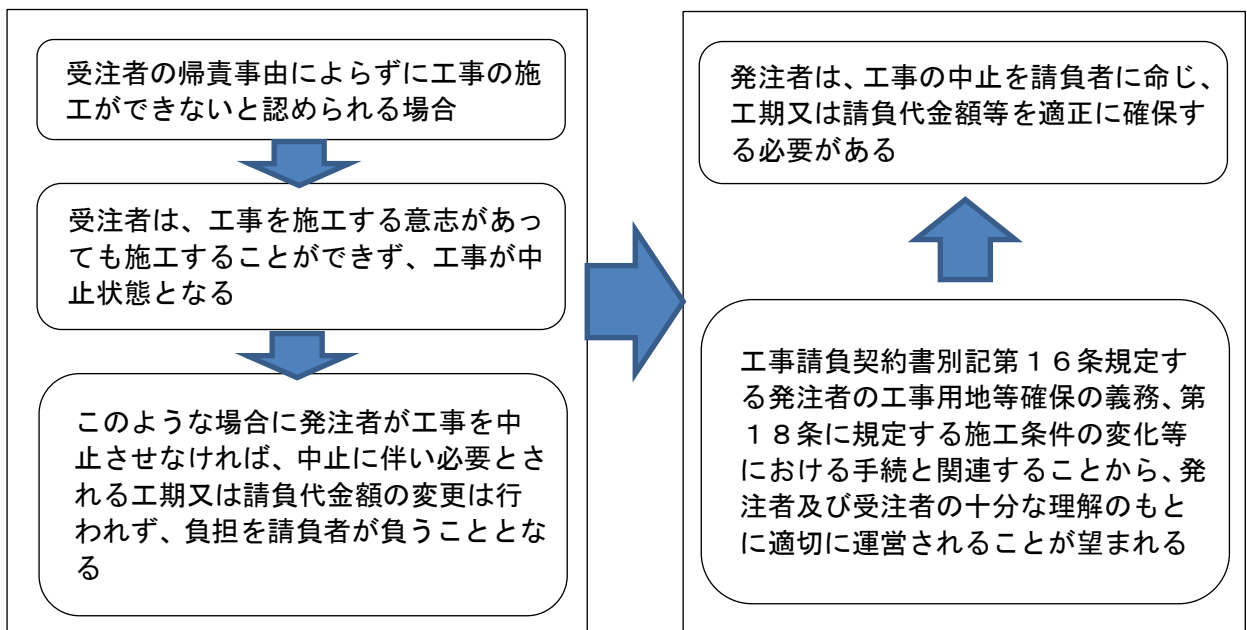 受注者の帰責事由によらずに工事の施
工ができないと認められる場合
受注者は、工事を施工する意志があっ
ても施工することができず、工事が中
止状態となる
このような場合に発注者が工事を中
止させなければ、中止に伴い必要とさ
れる工期又は請負代金額の変更は行
われず、負担を請負者が負うこととな
る
発注者は、工事の中止を請負者に命じ、
工期又は請負代金額等を適正に確保す
る必要がある
工事請負契約書別記第16条規定す
る発注者の工事用地等確保の義務、第
18条に規定する施工条件の変化等
における手続と関連することから、発
注者及び受注者の十分な理解のもと
に適切に運営されることが望まれる